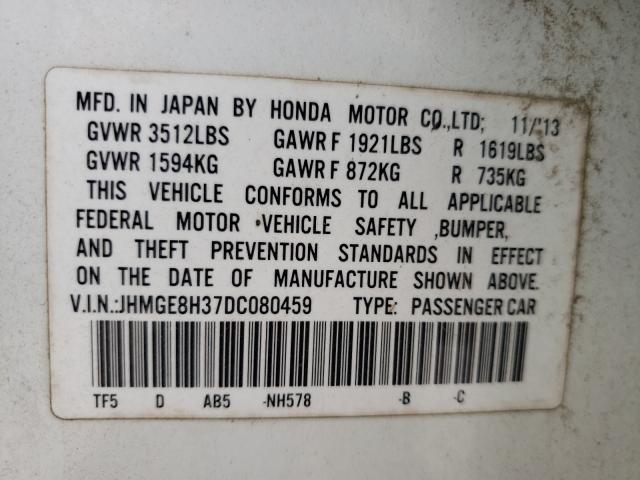 MFD. IN JAPAN BY HONDA MOTOR CO.,LTD; 11/'13
GVWR 3512LBS GAWR F 1921LBS R 1619LBS
GVWR 1594KG GAWR F 872KG R 735KG
THIS VEHICLE CONFORMS TO ALL APPLICABLE
FEDERAL MOTOR VEHICLE SAFETY ,BUMPER,
AND THEFT PREVENTION STANDARDS IN EFFECT
ON THE DATE OF MANUFACTURE SHOWN ABOVE.
V.I.N.:JHMGE8H37DC080459 TYPE: PASSENGER CAR
TF5 D AB5 -NH578 -B -C